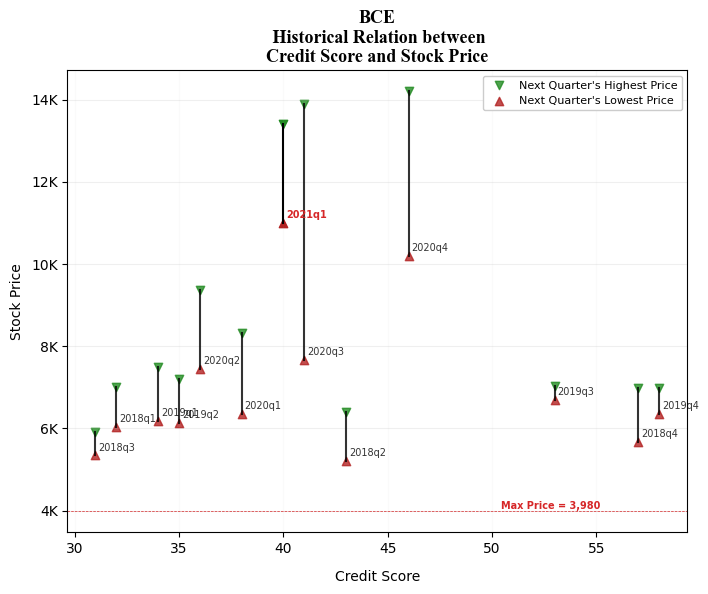 BCE
Historical Relation between
Credit Score and Stock Price
Next Quarter's Highest Price
Next Quarter's Lowest Price
14K
12K
10K
8K
6K
4K
Stock Price
2021q1
2020q4
2020q3
2020q2
2020q1
2019q3
2019q4
2019q1
2019q2
2018q1
2018q4
2018q3
2018q2
Max Price = 3,980
30
35
40
45
50
55
Credit Score